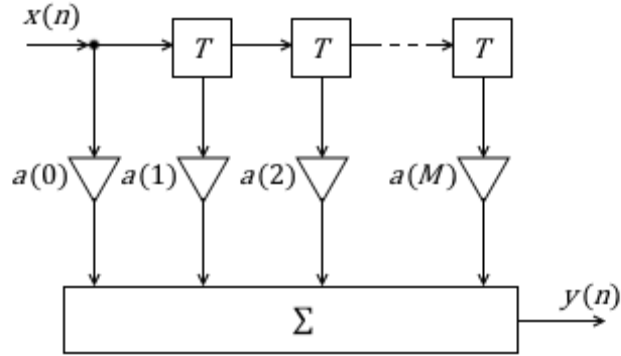 x(n)
T T T
a(0) a(1) a(2) a(M)
Σ
y(n)